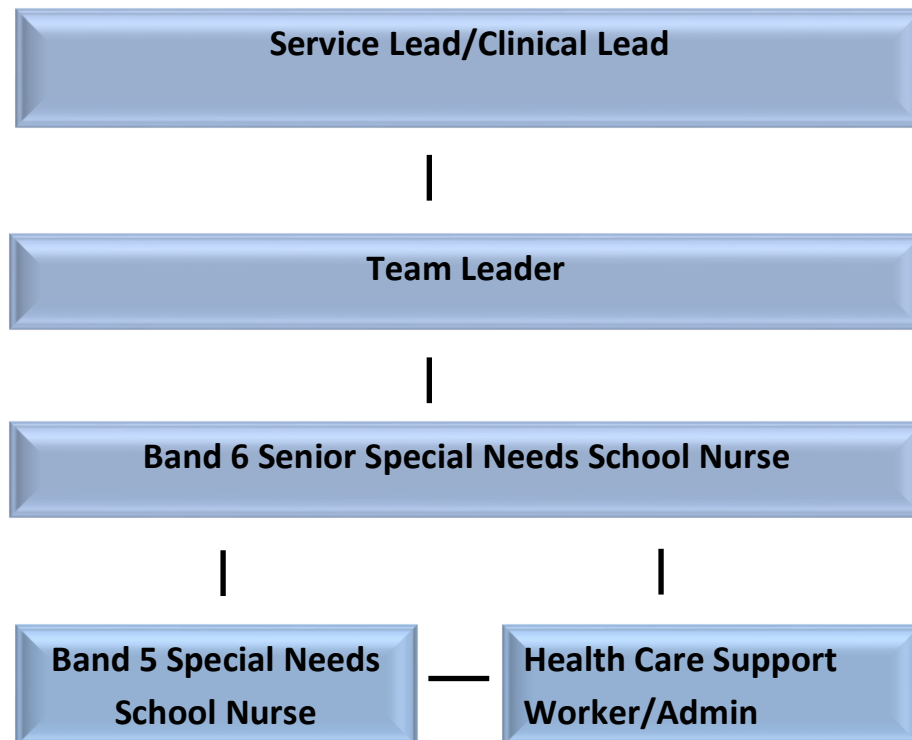 Service Lead/Clinical Lead
Team Leader
Band 6 Senior Special Needs School Nurse
Band 5 Special Needs
School Nurse
Health Care Support
Worker/Admin